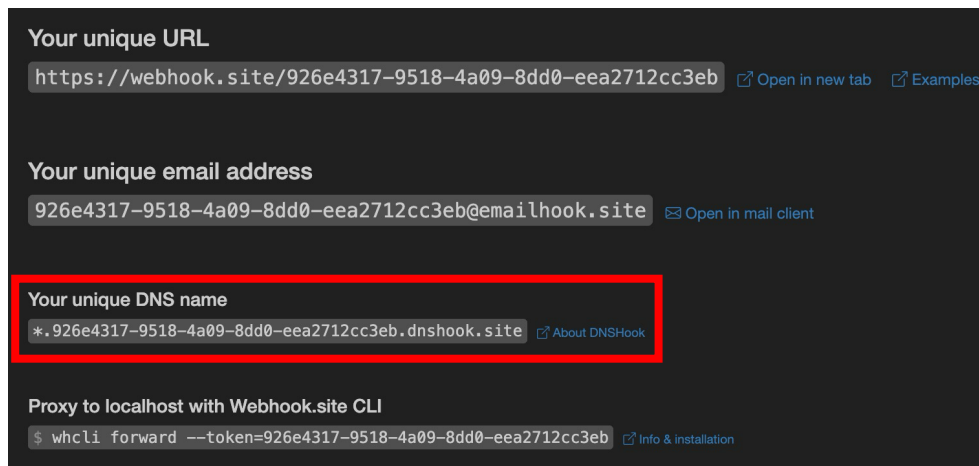 Your unique URL
https://webhook.site/926e4317-9518-4a09-8dd0-eea2712cc3eb Open in new tab Examples
Your unique email address
926e4317-9518-4a09-8dd0-eea2712cc3eb@emailhook.site Open in mail client
Your unique DNS name
*.926e4317-9518-4a09-8dd0-eea2712cc3eb.dnshook.site About DNSHook
Proxy to localhost with Webhook.site CLI
$ whcli forward --token=926e4317-9518-4a09-8dd0-eea2712cc3eb Info & installation